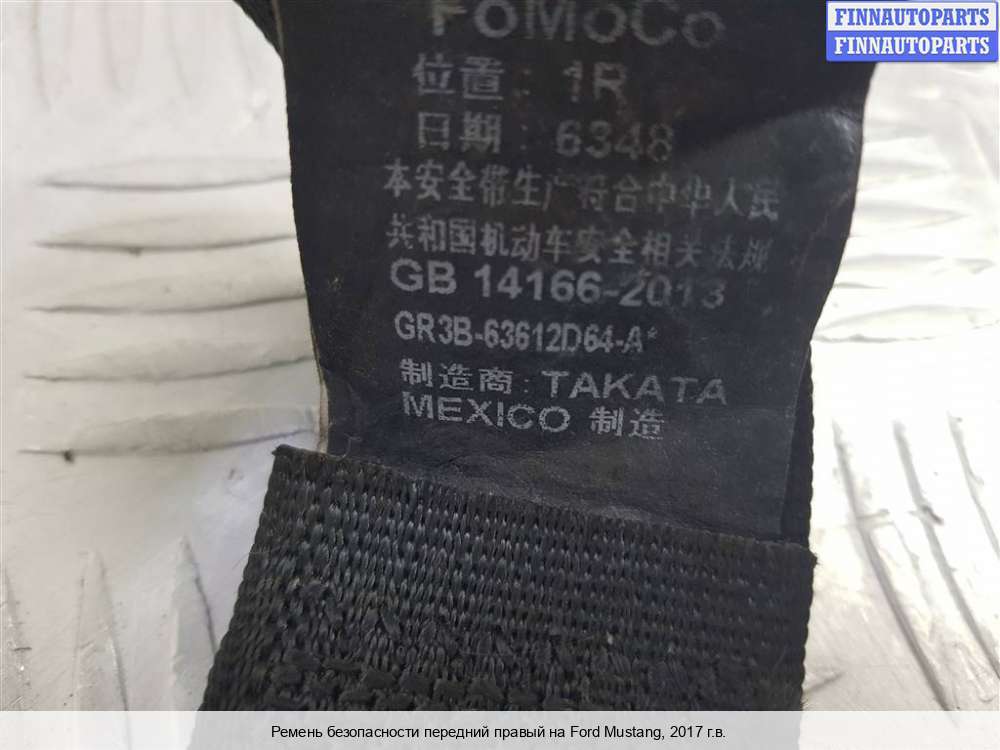 FINNAUTOPARTS
FINNAUTOPARTS
FoMoCo
位置: 1R
日期: 6348
本安全带生产符合中华人民
共和国机动车安全相关法规
GB 14166-2013
GR3B-63612D64-A*
制造商: TAKATA
MEXICO 制造
Ремень безопасности передний правый на Ford Mustang, 2017 г.в.